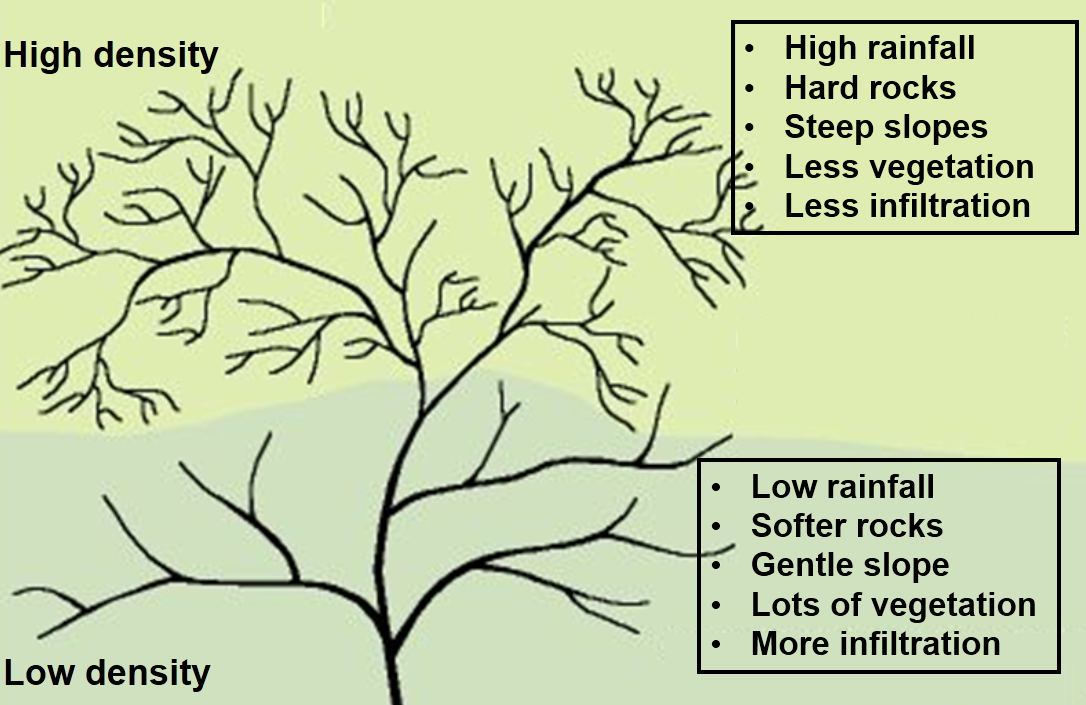 High density
• High rainfall
• Hard rocks
• Steep slopes
• Less vegetation
• Less infiltration
• Low rainfall
• Softer rocks
• Gentle slope
• Lots of vegetation
• More infiltration
Low density